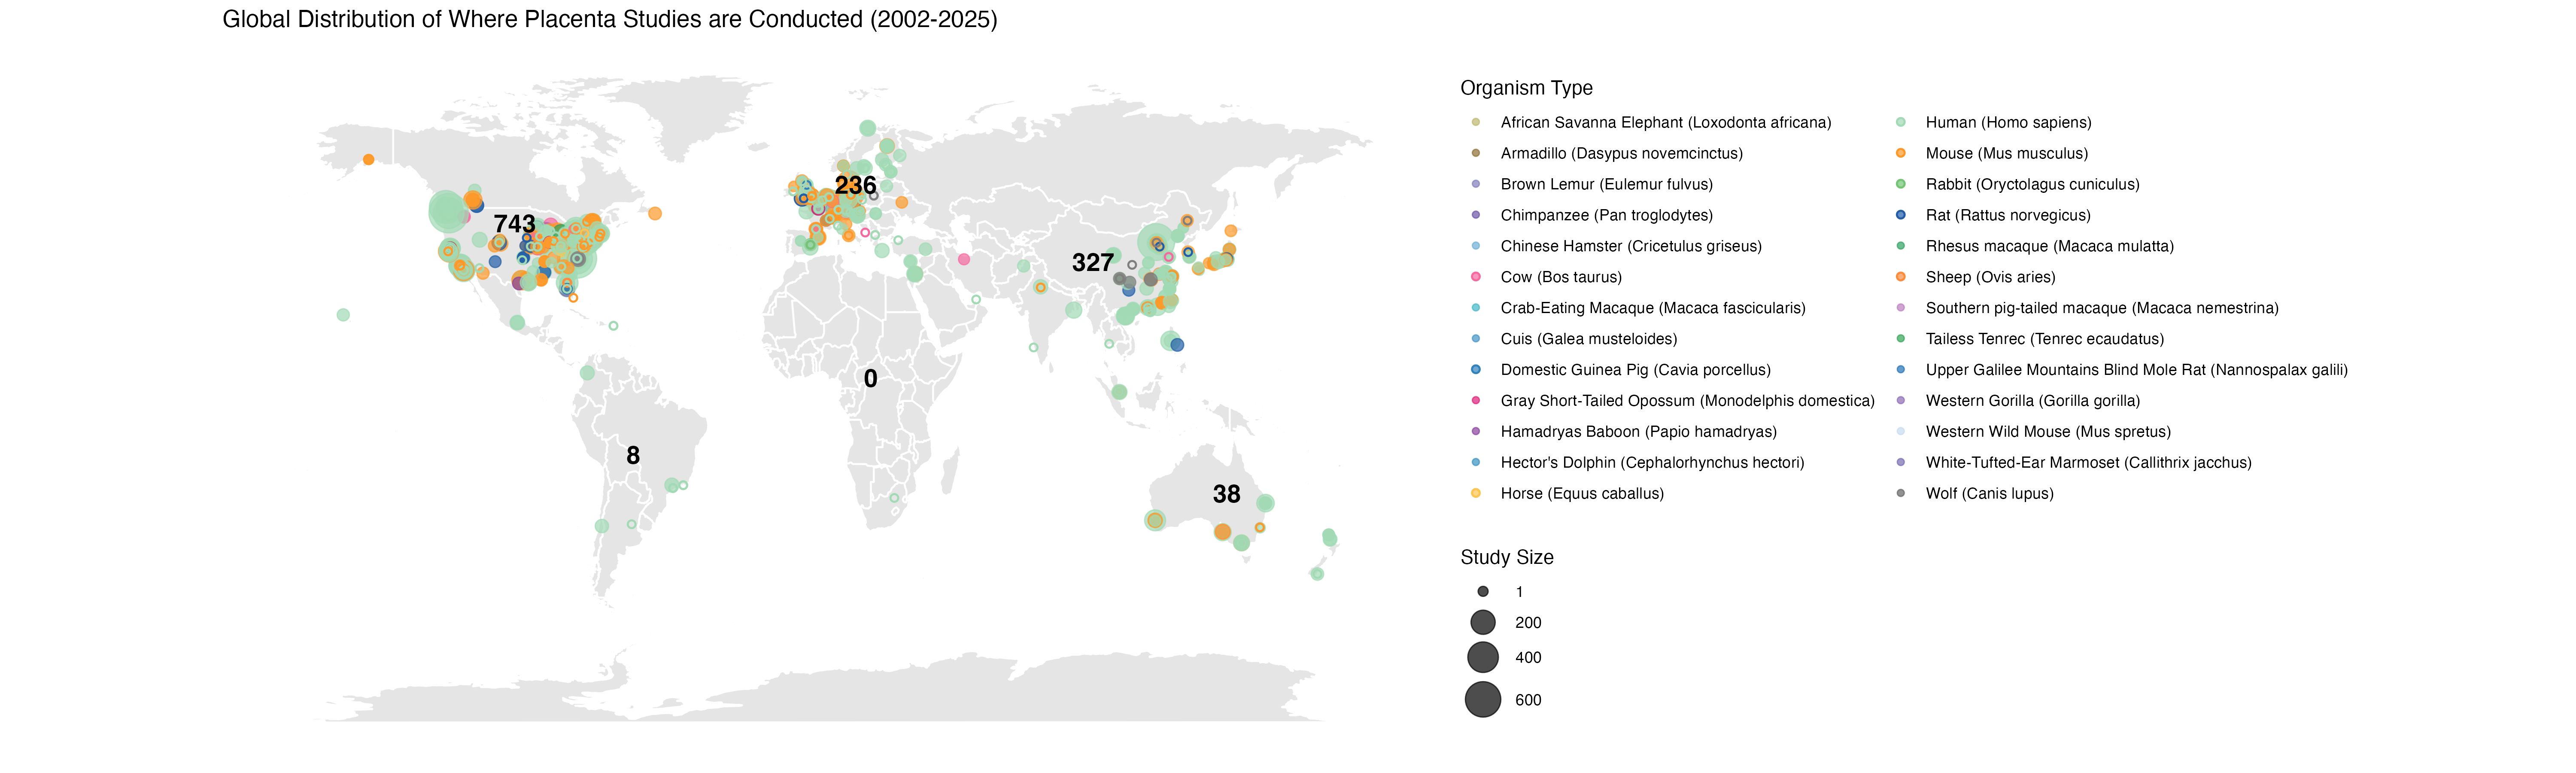 Global Distribution of Where Placenta Studies are Conducted (2002-2025)
743
236
327
0
8
38
Organism Type
African Savanna Elephant (Loxodonta africana)
Armadillo (Dasypus novemcinctus)
Brown Lemur (Eulemur fulvus)
Chimpanzee (Pan troglodytes)
Chinese Hamster (Cricetulus griseus)
Cow (Bos taurus)
Crab-Eating Macaque (Macaca fascicularis)
Cuis (Galea musteloides)
Domestic Guinea Pig (Cavia porcellus)
Gray Short-Tailed Opossum (Monodelphis domestica)
Hamadryas Baboon (Papio hamadryas)
Hector's Dolphin (Cephalorhynchus hectori)
Horse (Equus caballus)
Human (Homo sapiens)
Mouse (Mus musculus)
Rabbit (Oryctolagus cuniculus)
Rat (Rattus norvegicus)
Rhesus macaque (Macaca mulatta)
Sheep (Ovis aries)
Southern pig-tailed macaque (Macaca nemestrina)
Tailess Tenrec (Tenrec ecaudatus)
Upper Galilee Mountains Blind Mole Rat (Nannospalax galili)
Western Gorilla (Gorilla gorilla)
Western Wild Mouse (Mus spretus)
White-Tufted-Ear Marmoset (Callithrix jacchus)
Wolf (Canis lupus)
Study Size
1
200
400
600